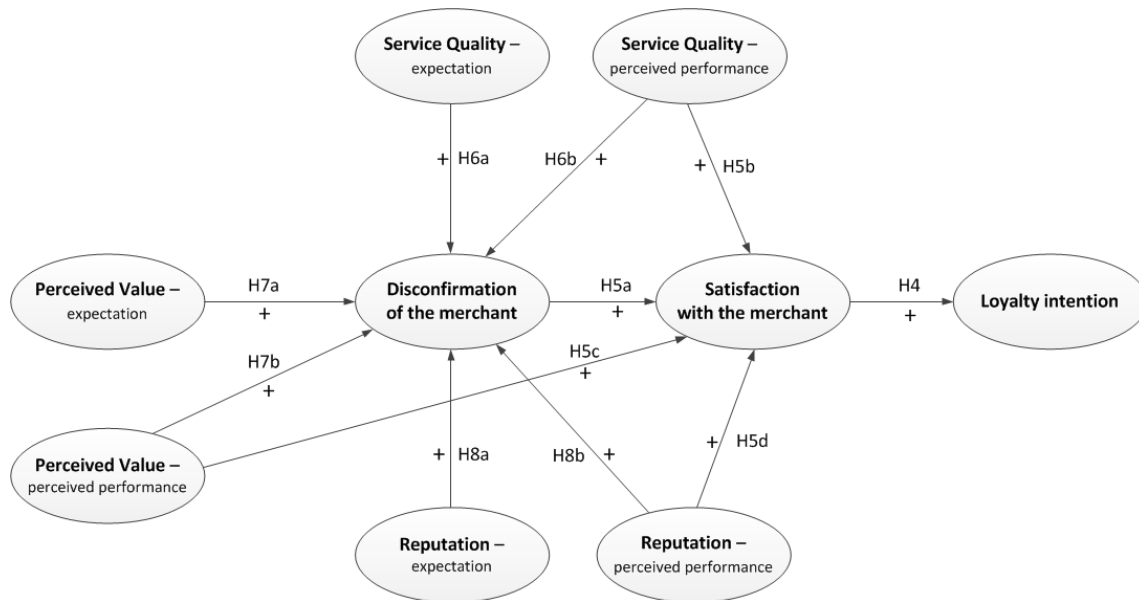 Service Quality –
expectation
Service Quality –
perceived performance
+ H6a
H6b +
+ H5b
Perceived Value –
expectation
H7a
+
Disconfirmation
of the merchant
H5a
+
Satisfaction
with the merchant
H4
+
Loyalty intention
H7b
+
H5c
+
Perceived Value –
perceived performance
+ H8a
H8b +
+ H5d
Reputation –
expectation
Reputation –
perceived performance